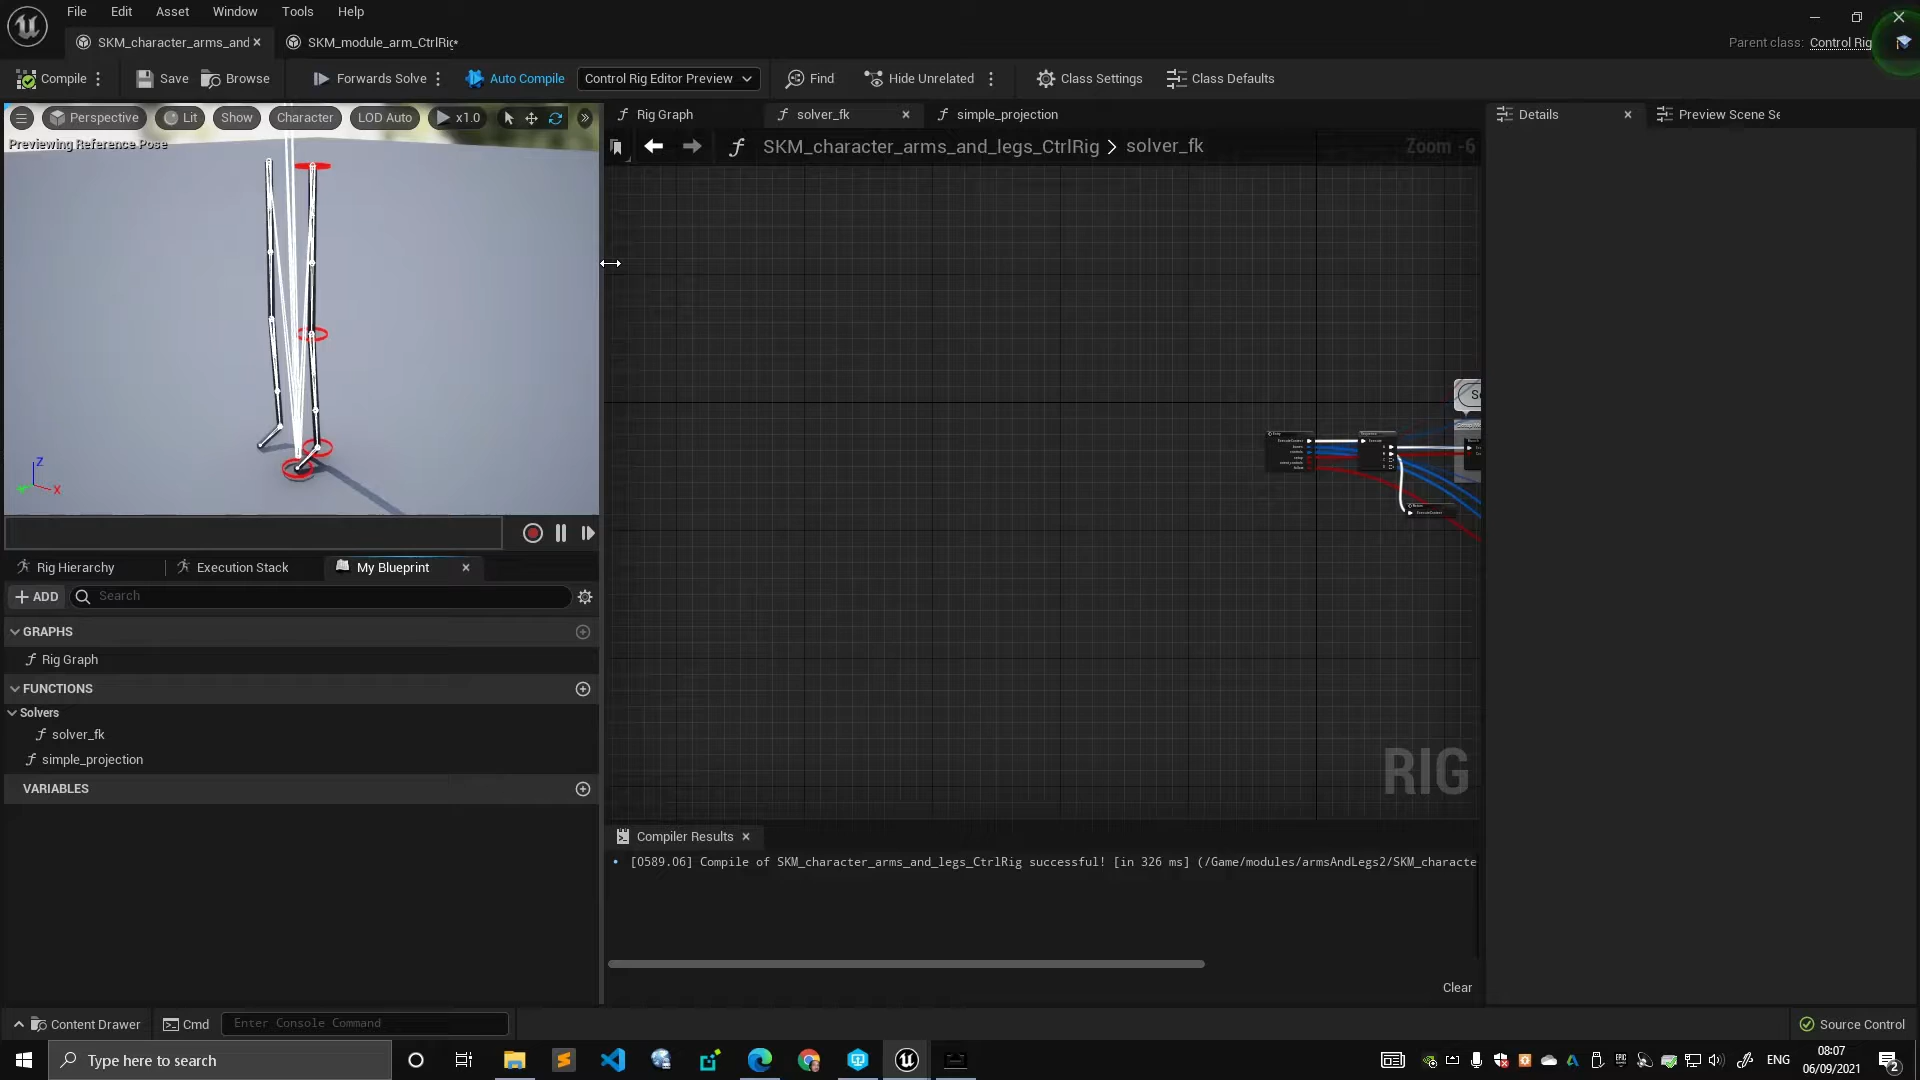 File Edit Asset Window Tools Help
SKM_character_arms_and SKM_module_arm_CtrlRig*
Parent class: Control Rig
Compile Save Browse Forwards Solve Auto Compile Control Rig Editor Preview Find Hide Unrelated Class Settings Class Defaults
Perspective Lit Show Character LOD Auto x1.0
Previewing Reference Pose
Rig Graph solver_fk simple_projection
Details Preview Scene Se
SKM_character_arms_and_legs_CtrlRig > solver_fk
Zoom -6
Z
X
RIG
Rig Hierarchy Execution Stack My Blueprint
+ ADD Search
GRAPHS
Rig Graph
FUNCTIONS
Solvers
solver_fk
simple_projection
VARIABLES
Compiler Results
• [0589.06] Compile of SKM_character_arms_and_legs_CtrlRig successful! [in 326 ms] (/Game/modules/armsAndLegs2/SKM_characte
Clear
Content Drawer Cmd Enter Console Command
Source Control
Type here to search
ENG
08:07
06/09/2021
2